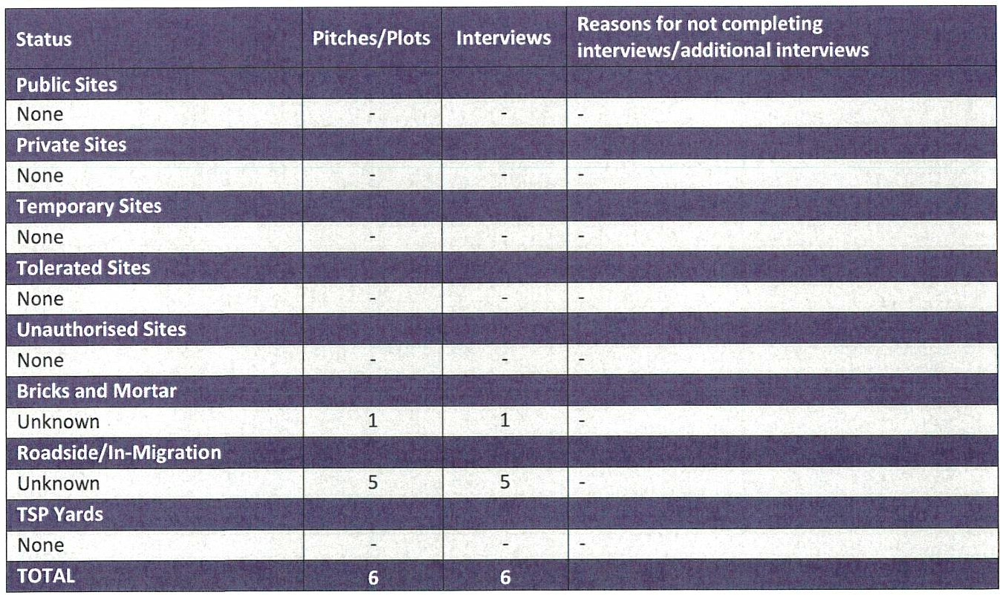 Status Pitches/Plots Interviews Reasons for not completing
interviews/additional interviews
Public Sites
None - - -
Private Sites
None - - -
Temporary Sites
None - - -
Tolerated Sites
None - - -
Unauthorised Sites
None - - -
Bricks and Mortar
Unknown 1 1 -
Roadside/In-Migration
Unknown 5 5 -
TSP Yards
None - - -
TOTAL 6 6